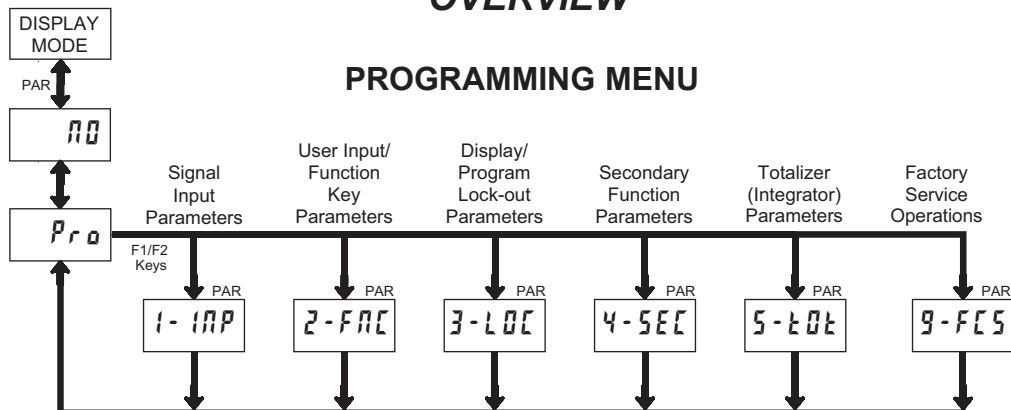 OVERVIEW
PROGRAMMING MENU
DISPLAY
MODE
PAR
NO
Pro
F1/F2
Keys
Signal
Input
Parameters
User Input/
Function
Key
Parameters
Display/
Program
Lock-out
Parameters
Secondary
Function
Parameters
Totalizer
(Integrator)
Parameters
Factory
Service
Operations
PAR
PAR
PAR
PAR
PAR
PAR
1-INP
2-FNC
3-LOC
4-SEC
5-tOt
9-FCS